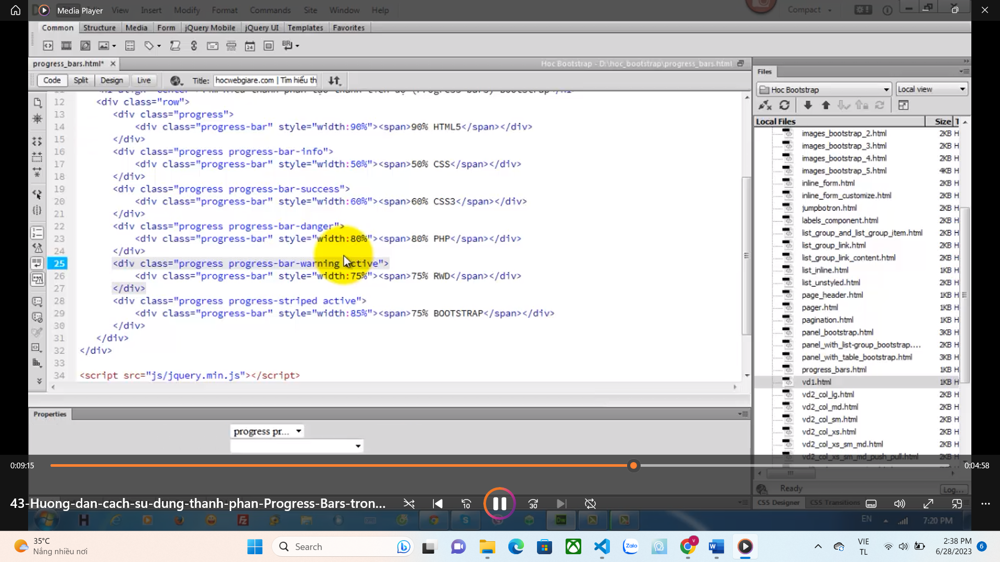 Media Player
View Insert Modify Format Commands Site Window Help
Compact
Common Structure Media Form jQuery Mobile jQuery UI Templates Favorites
progress_bars.html*
Hoc Bootstrap - D:\hoc_bootstrap\progress_bars.html
Code Split Design Live
Title: hocwebgiare.com | Tìm hiểu th
12 <div class="row">
13 <div class="progress">
14 <div class="progress-bar" style="width:90%"><span>90% HTML5</span></div>
15 </div>
16 <div class="progress progress-bar-info">
17 <div class="progress-bar" style="width:50%"><span>50% CSS</span></div>
18 </div>
19 <div class="progress progress-bar-success">
20 <div class="progress-bar" style="width:60%"><span>60% CSS3</span></div>
21 </div>
22 <div class="progress progress-bar-danger">
23 <div class="progress-bar" style="width:80%"><span>80% PHP</span></div>
24 </div>
25 <div class="progress progress-bar-warning active">
26 <div class="progress-bar" style="width:75%"><span>75% RWD</span></div>
27 </div>
28 <div class="progress progress-striped active">
29 <div class="progress-bar" style="width:85%"><span>75% BOOTSTRAP</span></div>
30 </div>
31 </div>
32 </div>
33
34 <script src="js/jquery.min.js"></script>
Files
Hoc Bootstrap Local view
Local Files Size T
images_bootstrap_2.html 2KB H
images_bootstrap_3.html 2KB H
images_bootstrap_4.html 2KB H
images_bootstrap_5.html 4KB H
inline_form.html 2KB H
inline_form_customize.html 2KB H
jumpbotron.html 2KB H
labels_component.html 2KB H
list_group_and_list_group_item.html 2KB H
list_group_link.html 2KB H
list_group_link_content.html 2KB H
list_inline.html 1KB H
list_unstyled.html 2KB H
page_header.html 1KB H
pager.html 1KB H
pagination.html 1KB H
panel_bootstrap.html 3KB H
panel_with_list-group_bootstrap.... 2KB H
panel_with_table_bootstrap.html 3KB H
progress_bars.html 1KB H
vd1.html 1KB H
vd2_col_lg.html 2KB H
vd2_col_md.html 2KB H
vd2_col_sm.html 2KB H
vd2_col_xs.html 2KB H
vd2_col_xs_sm_md.html 2KB H
vd2_col_xs_sm_md_push_pull.html 2KB H
Properties
progress pr...
0:09:15
0:04:58
Ready
Log...
43-Huong-dan-cach-su-dung-thanh-phan-Progress-Bars-tron...
10
30
CSS Designer CSS Transitions
EN
7:20 PM
35°C
Nắng nhiều nơi
Search
Zalo
VIE
TL
2:38 PM
6/28/2023
6